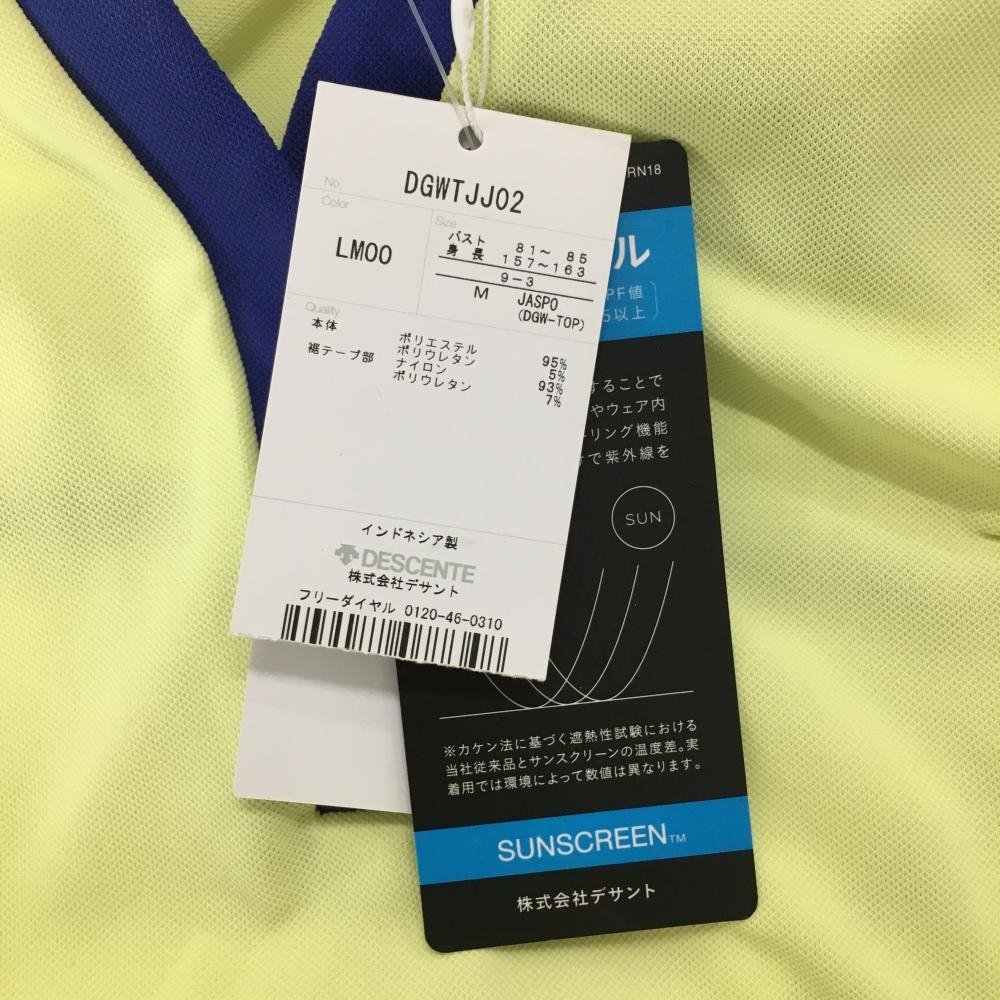 No.
DGWTJJ02
Color
LM00
Size
バスト 81～ 85
身 長 157～163
9-3
M JASPO
(DGW-TOP)
Quality
本体 ポリエステル 95%
ポリウレタン 5%
裾テープ部 ナイロン 93%
ポリウレタン 7%
インドネシア製
DESCENTE
株式会社デサント
フリーダイヤル 0120-46-0310
RN18
ル
PF値
5以上
することで
やウェア内
リング機能
で紫外線を
SUN
※カケン法に基づく遮熱性試験における
当社従来品とサンスクリーンの温度差。実
着用では環境によって数値は異なります。
SUNSCREEN™
株式会社デサント